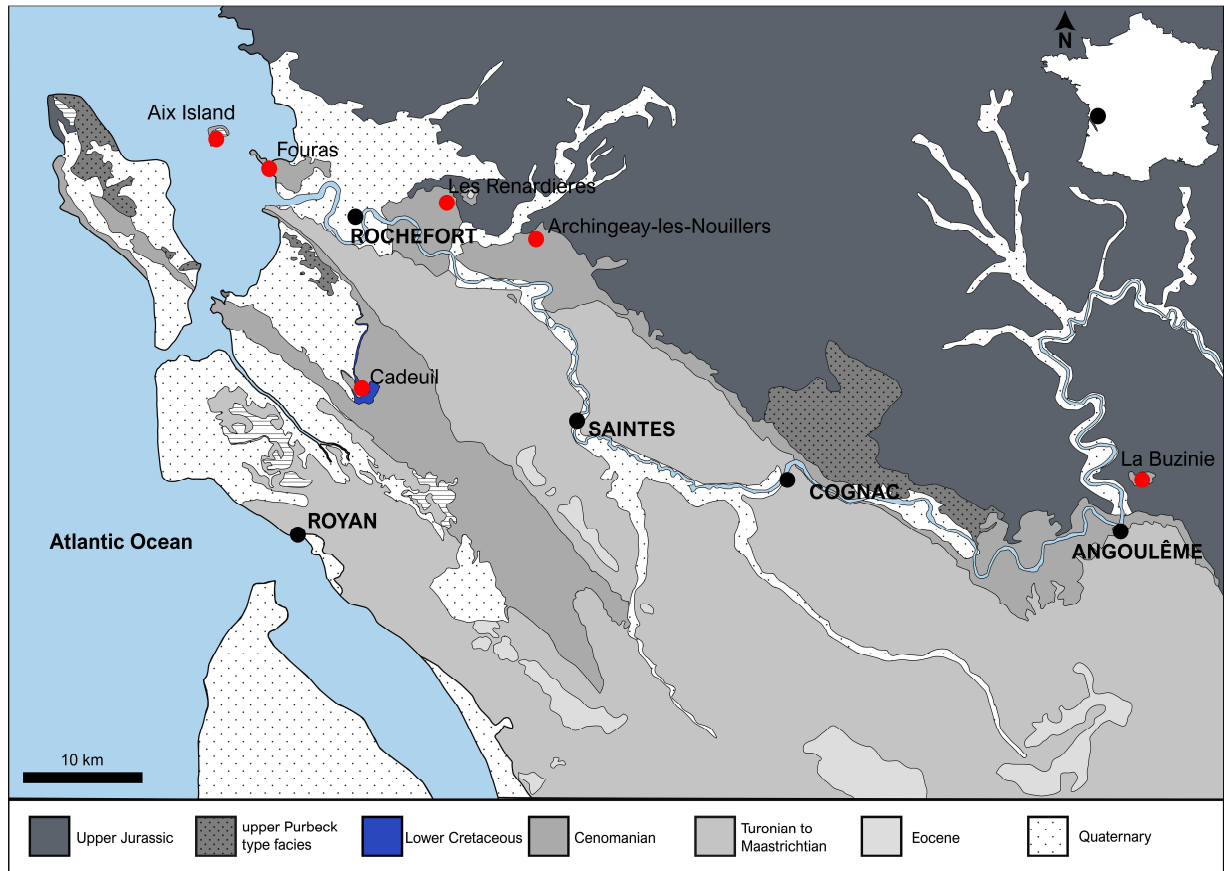 N
Aix Island
Fouras
Les Renardières
ROCHEFORT
Archingeay-les-Nouillers
Cadeuil
SAINTES
La Buzinie
COGNAC
ROYAN
Atlantic Ocean
ANGOULÊME
10 km
Upper Jurassic
upper Purbeck
type facies
Lower Cretaceous
Cenomanian
Turonian to
Maastrichtian
Eocene
Quaternary